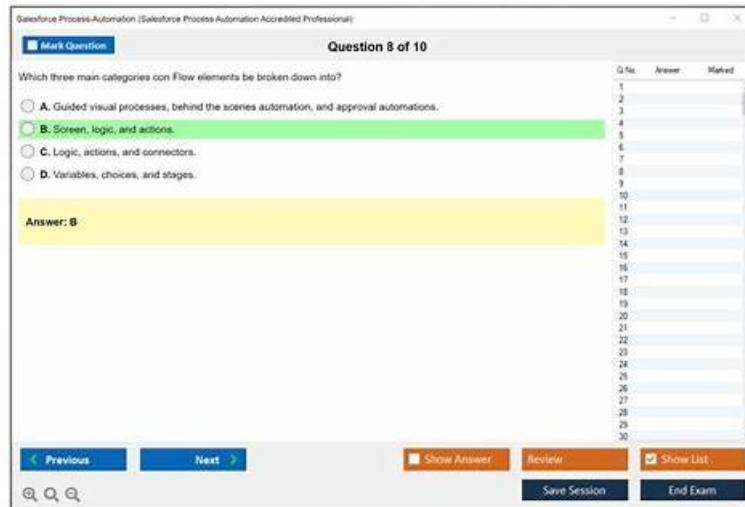 Salesforce Process-Automation (Salesforce Process Automation Accredited Professional)
Mark Question
Question 8 of 10
Q.No. Answer Marked
Which three main categories con Flow elements be broken down into?
A. Guided visual processes, behind the scenes automation, and approval automations.
B. Screen, logic, and actions.
C. Logic, actions, and connectors.
D. Variables, choices, and stages.
Answer: B
1
2
3
4
5
6
7
8
9
10
11
12
13
14
15
16
17
18
19
20
21
22
23
24
25
26
27
28
29
30
Previous
Next
Show Answer
Review
Show List
Save Session
End Exam